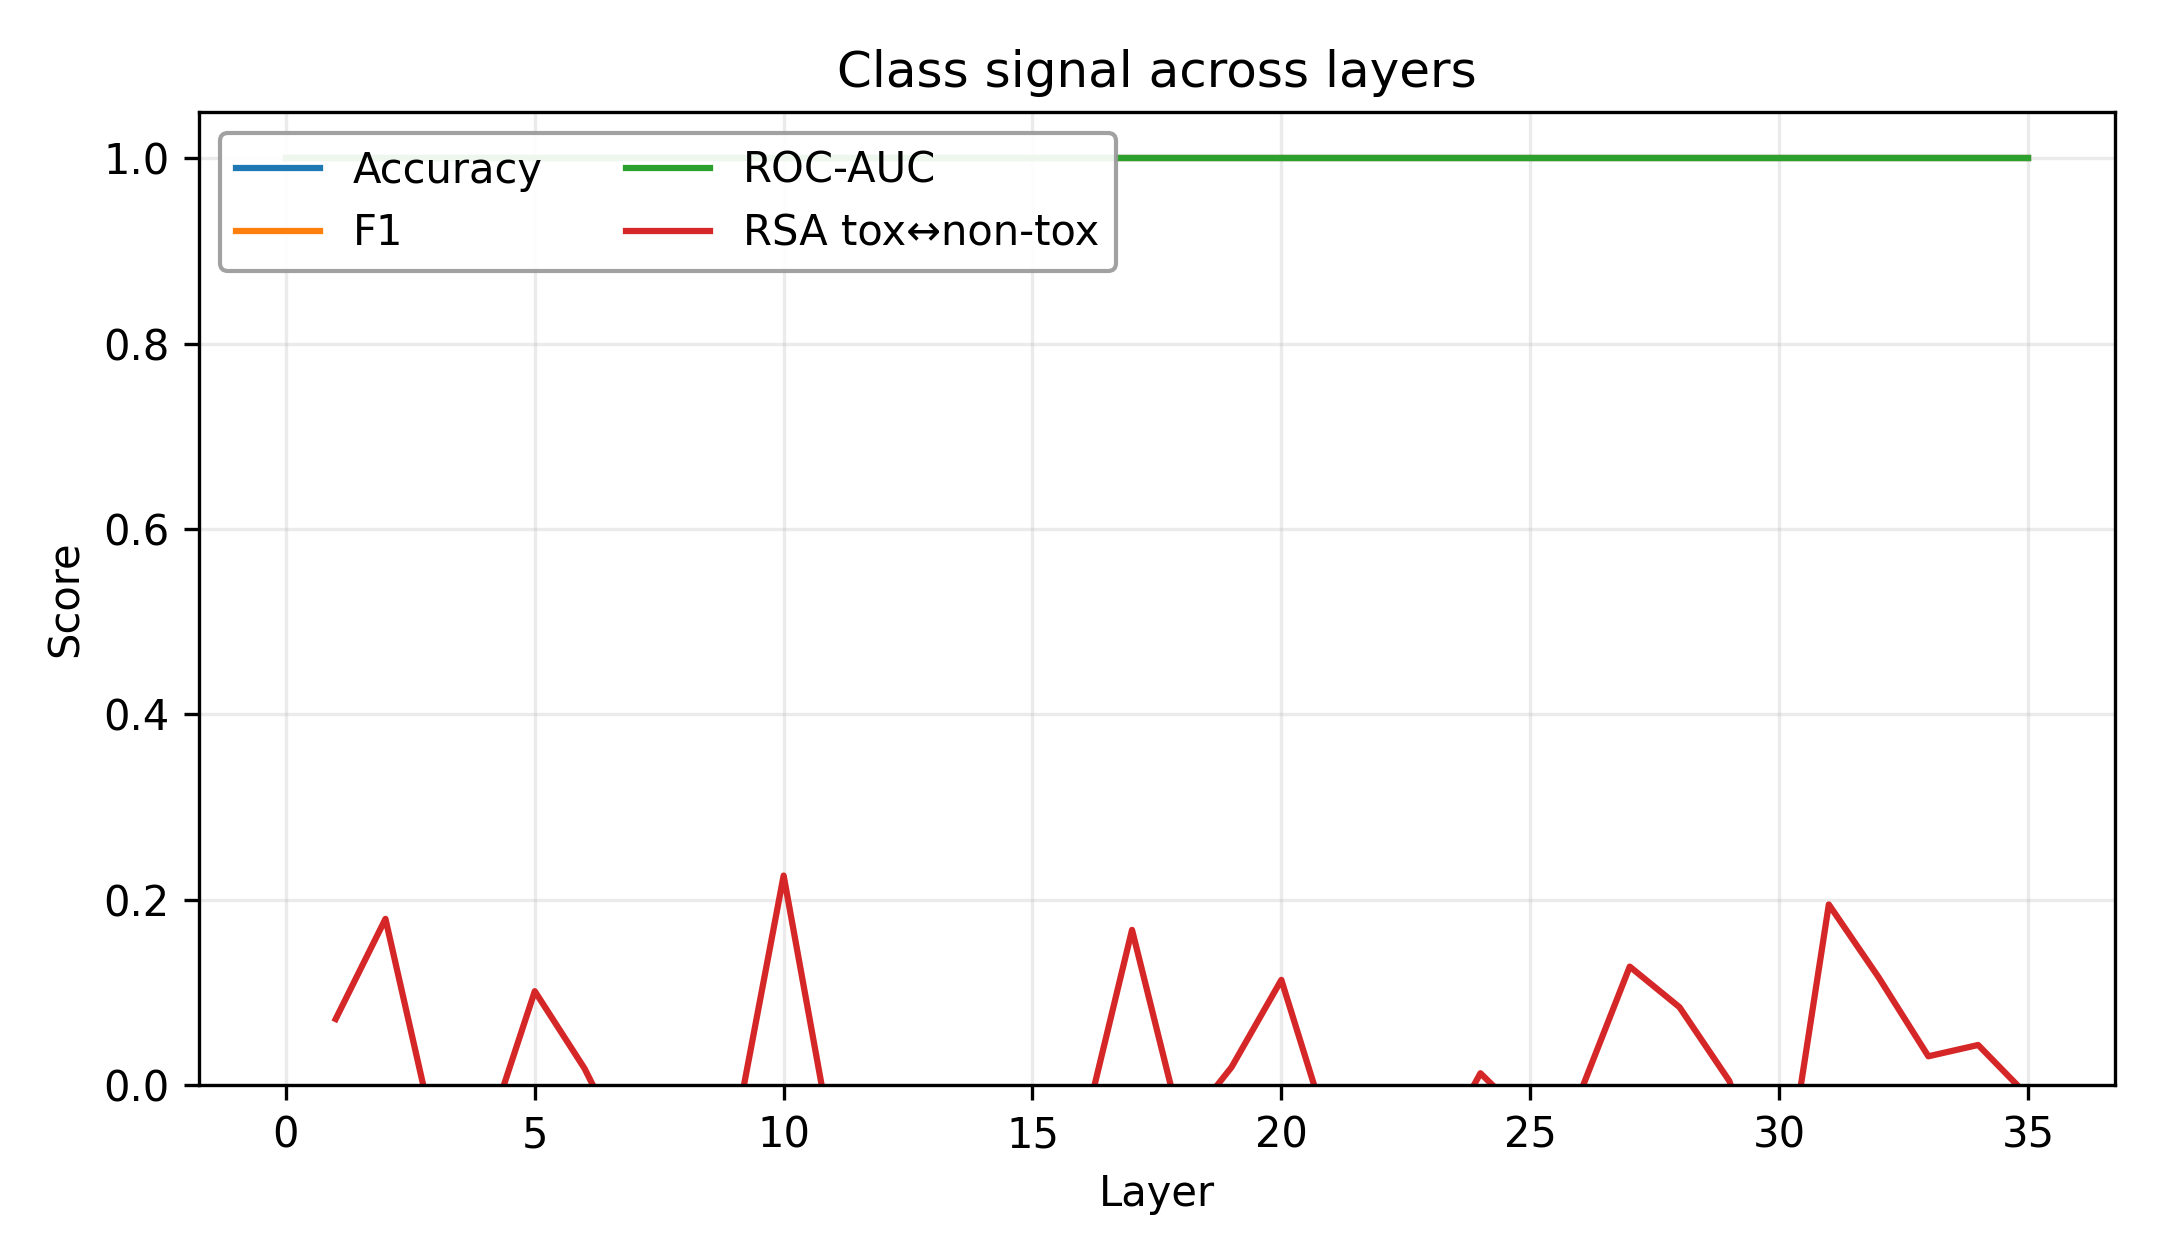 Class signal across layers
Accuracy
F1
ROC-AUC
RSA tox↔non-tox
1.0
0.8
0.6
0.4
0.2
0.0
Score
0 5 10 15 20 25 30 35
Layer